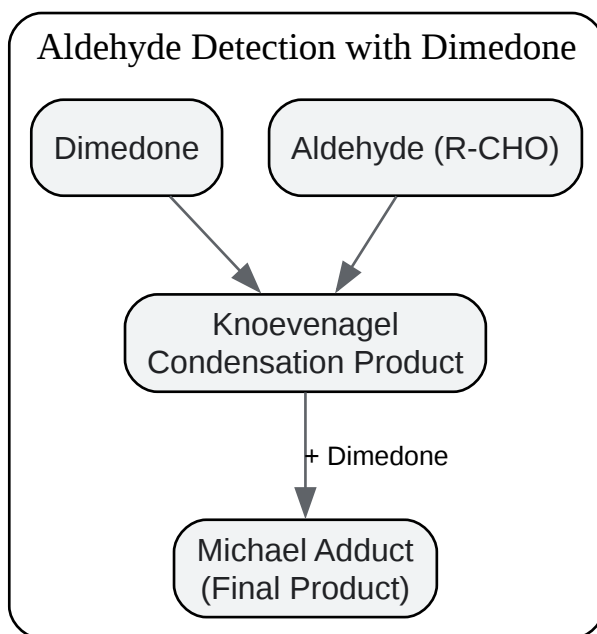 Aldehyde Detection with Dimedone
Dimedone
Aldehyde (R-CHO)
Knoevenagel
Condensation Product
+ Dimedone
Michael Adduct
(Final Product)